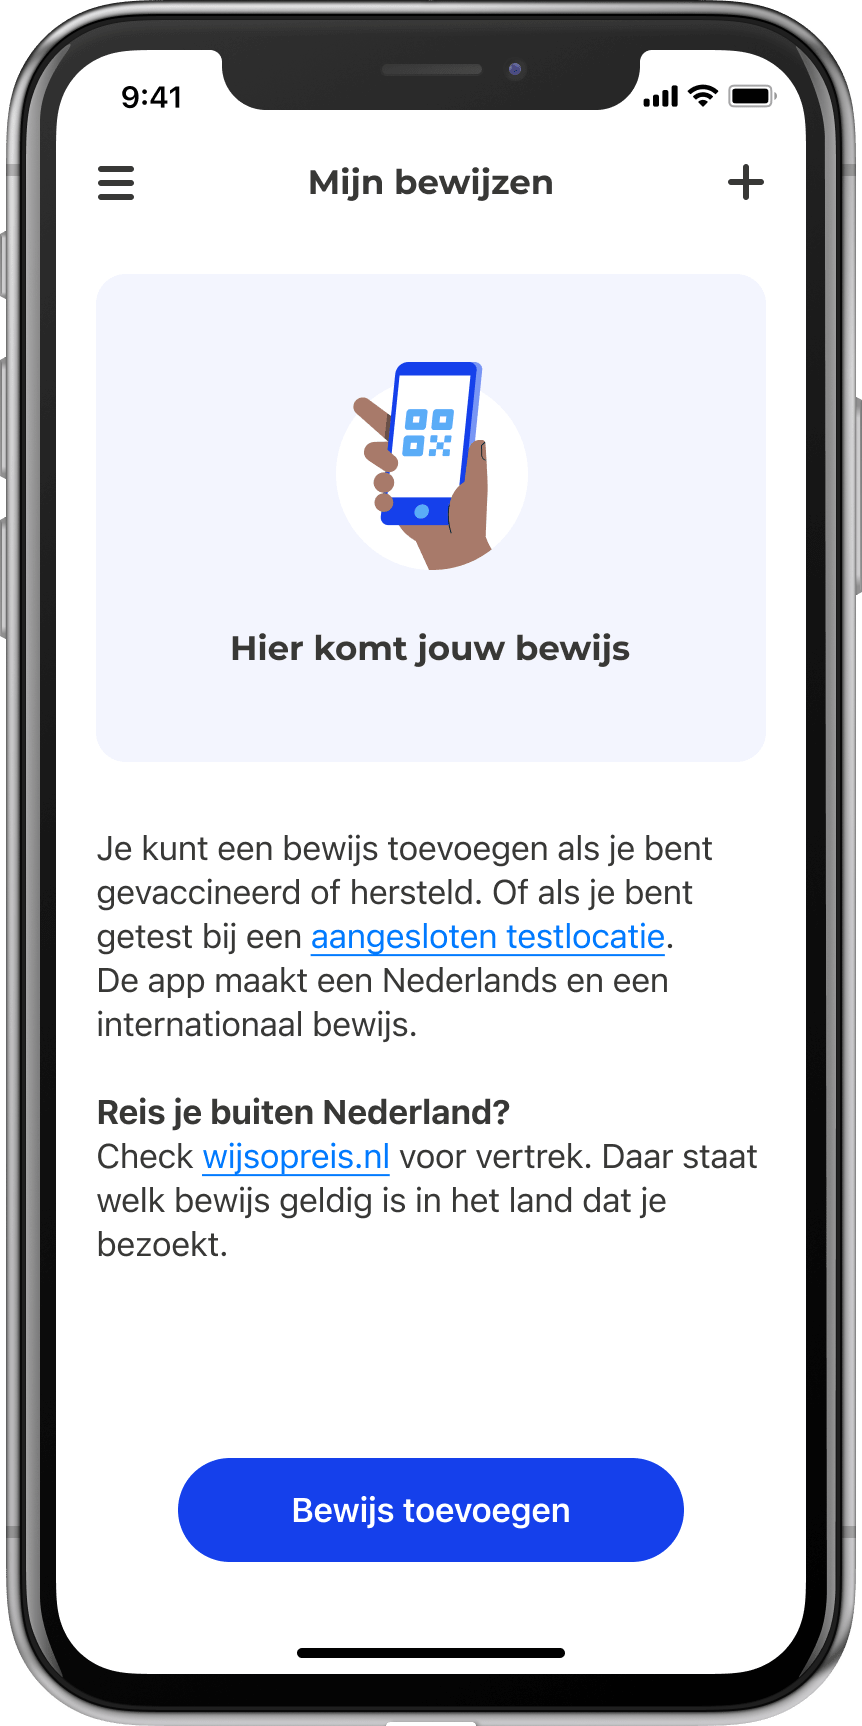 9:41
Mijn bewijzen
Hier komt jouw bewijs
Je kunt een bewijs toevoegen als je bent
gevaccineerd of hersteld. Of als je bent
getest bij een aangesloten testlocatie.
De app maakt een Nederlands en een
internationaal bewijs.
Reis je buiten Nederland?
Check wijsopreis.nl voor vertrek. Daar staat
welk bewijs geldig is in het land dat je
bezoekt.
Bewijs toevoegen